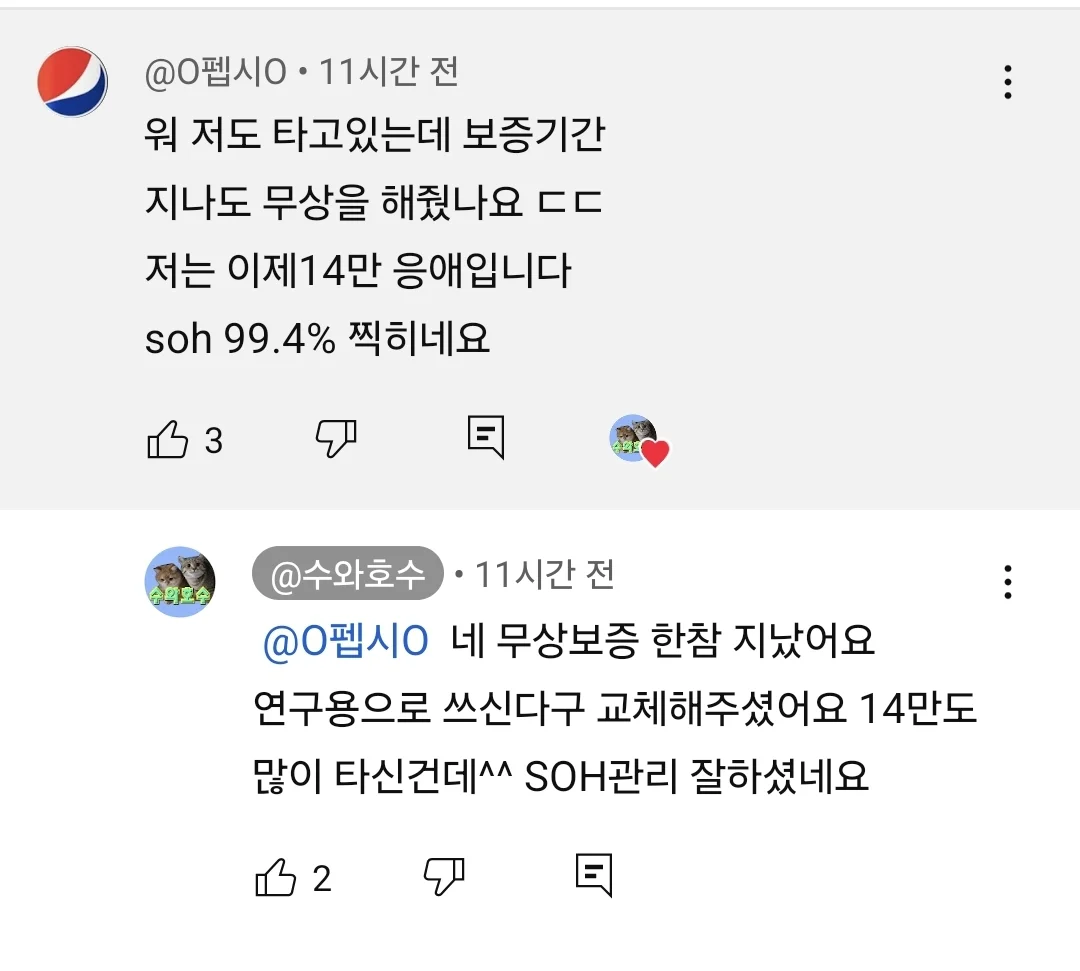 @O펩시O • 11시간 전
워 저도 타고있는데 보증기간
지나도 무상을 해줬나요 ㄷㄷ
저는 이제14만 응애입니다
soh 99.4% 찍히네요
3
수와호수
@수와호수 • 11시간 전
@O펩시O 네 무상보증 한참 지났어요
연구용으로 쓰신다구 교체해주셨어요 14만도
많이 타신건데^^ SOH관리 잘하셨네요
2